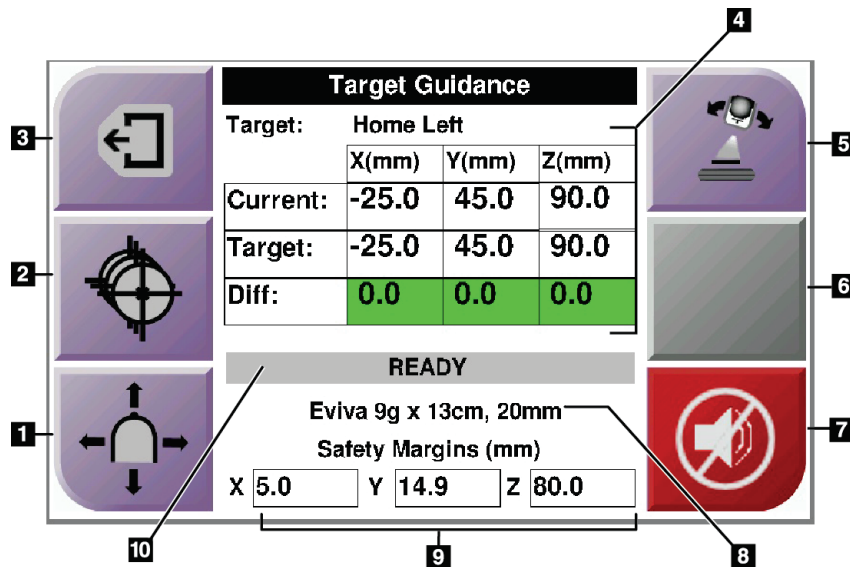 4
Target Guidance
3
Target: Home Left
5
X(mm) Y(mm) Z(mm)
Current: -25.0 45.0 90.0
Target: -25.0 45.0 90.0
2
6
Diff: 0.0 0.0 0.0
READY
Eviva 9g x 13cm, 20mm
1
7
Safety Margins (mm)
X 5.0 Y 14.9 Z 80.0
10
9
8